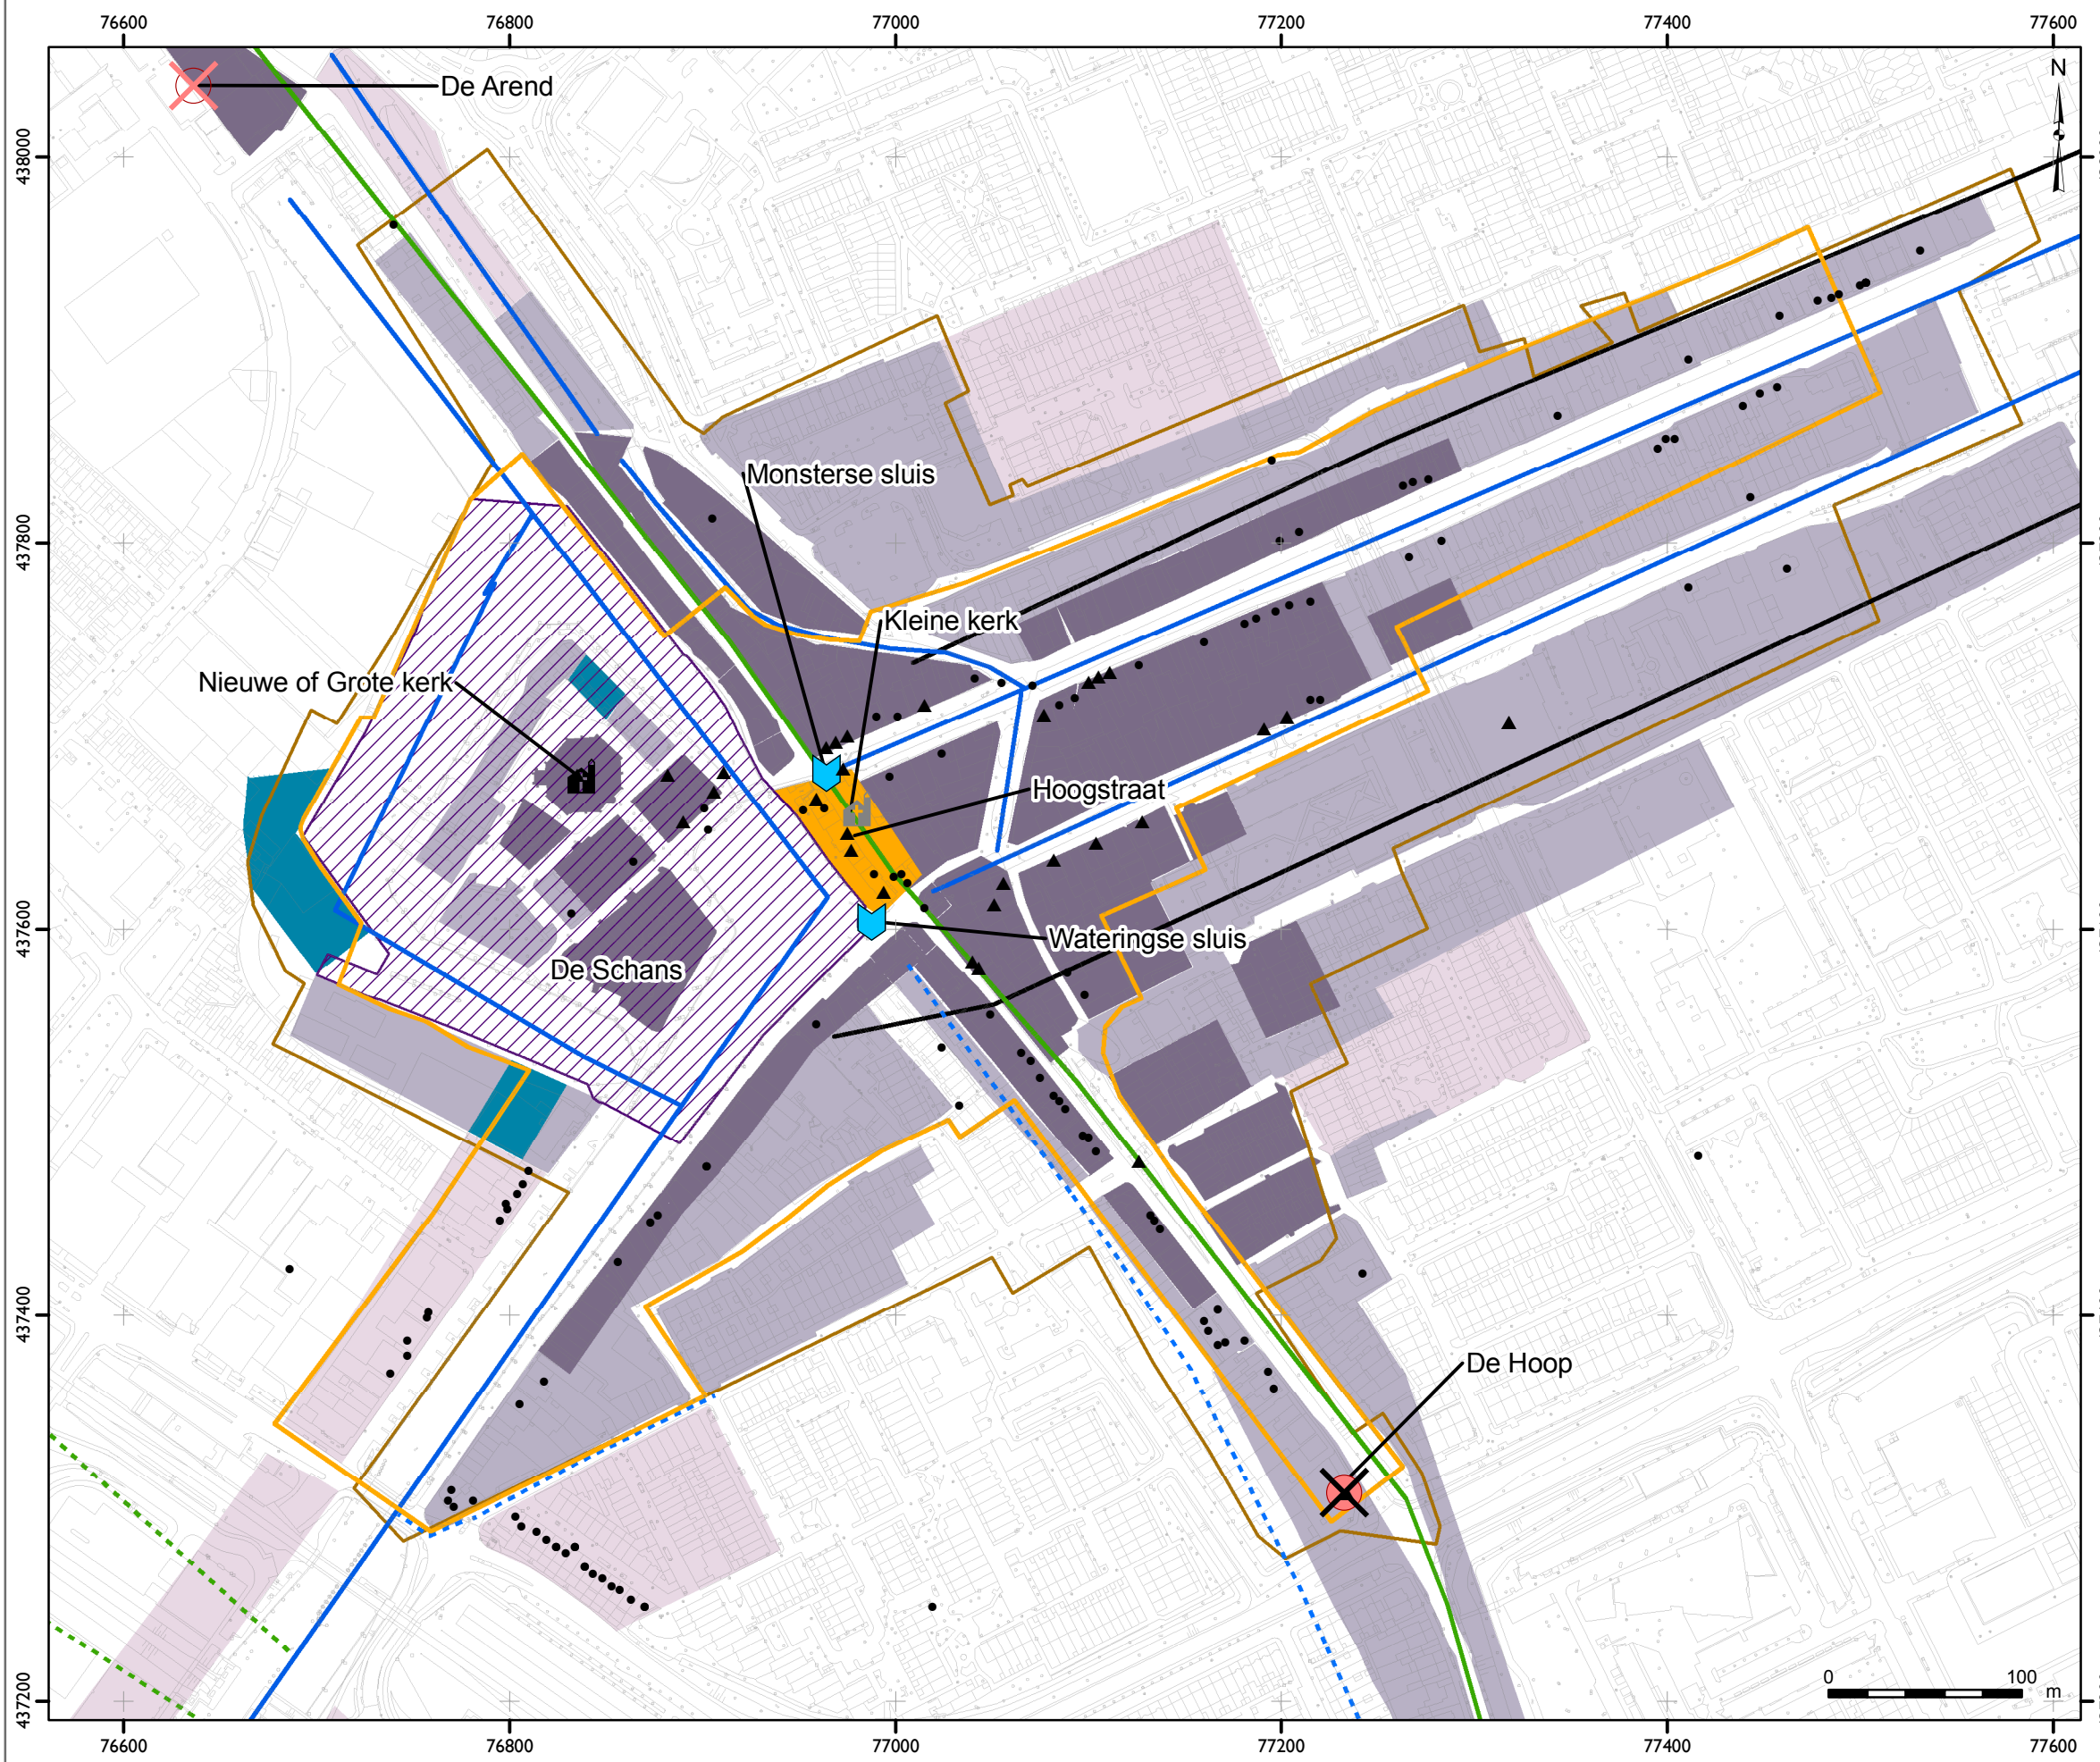 76600 76800 77000 77200 77400 77600
N
De Arend
438000
Monsterse sluis
437800
Kleine kerk
Nieuwe of Grote kerk
Hoogstraat
437600
Wateringse sluis
De Schans
437400
De Hoop
0 100
m
437200
76600 76800 77000 77200 77400 77600